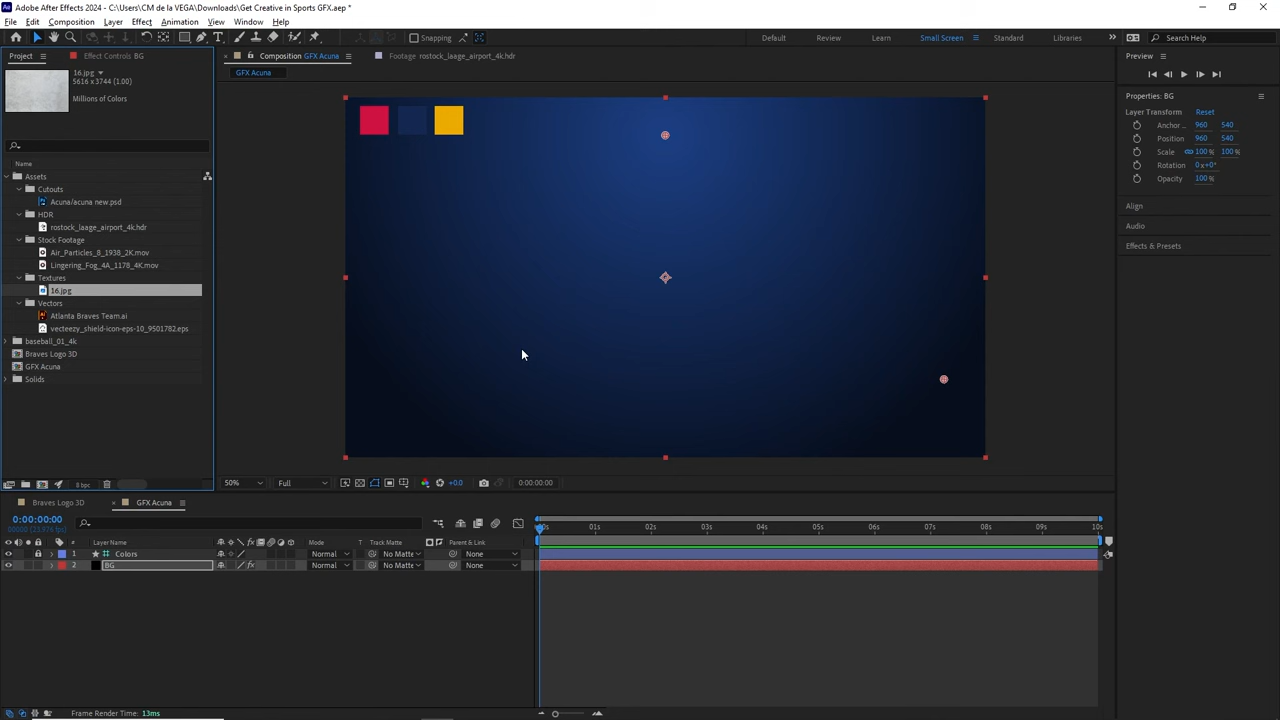 Adobe After Effects 2024 - C:\Users\CM de la VEGA\Downloads\Get Creative in Sports GFX.aep *
File Edit Composition Layer Effect Animation View Window Help
Snapping Default Review Learn Small Screen Standard Libraries Search Help
Project Effect Controls BG Composition GFX Acuna Footage rostock_laage_airport_4k.hdr Preview
16.jpg
5616 x 3744 (1.00)
Millions of Colors
GFX Acuna
Properties: BG
Layer Transform Reset
Anchor ... 960 540
Position 960 540
Scale 100 % 100 %
Rotation 0x+0°
Opacity 100 %
Align
Audio
Effects & Presets
Name
Assets
Cutouts
Acuna/acuna new.psd
HDR
rostock_laage_airport_4k.hdr
Stock Footage
Air_Particles_8_1938_2K.mov
Lingering_Fog_4A_1178_4K.mov
Textures
16.jpg
Vectors
Atlanta Braves Team.ai
vecteezy_shield-icon-eps-10_9501782.eps
baseball_01_4k
Braves Logo 3D
GFX Acuna
Solids
8 bpc 50% Full +0.0 0:00:00:00
Braves Logo 3D GFX Acuna
0:00:00:00
01s 02s 03s 04s 05s 06s 07s 08s 09s 10s
# Layer Name Mode T Track Matte Parent & Link
1 Colors Normal No Matte None
2 BG Normal No Matte None
Frame Render Time: 13ms